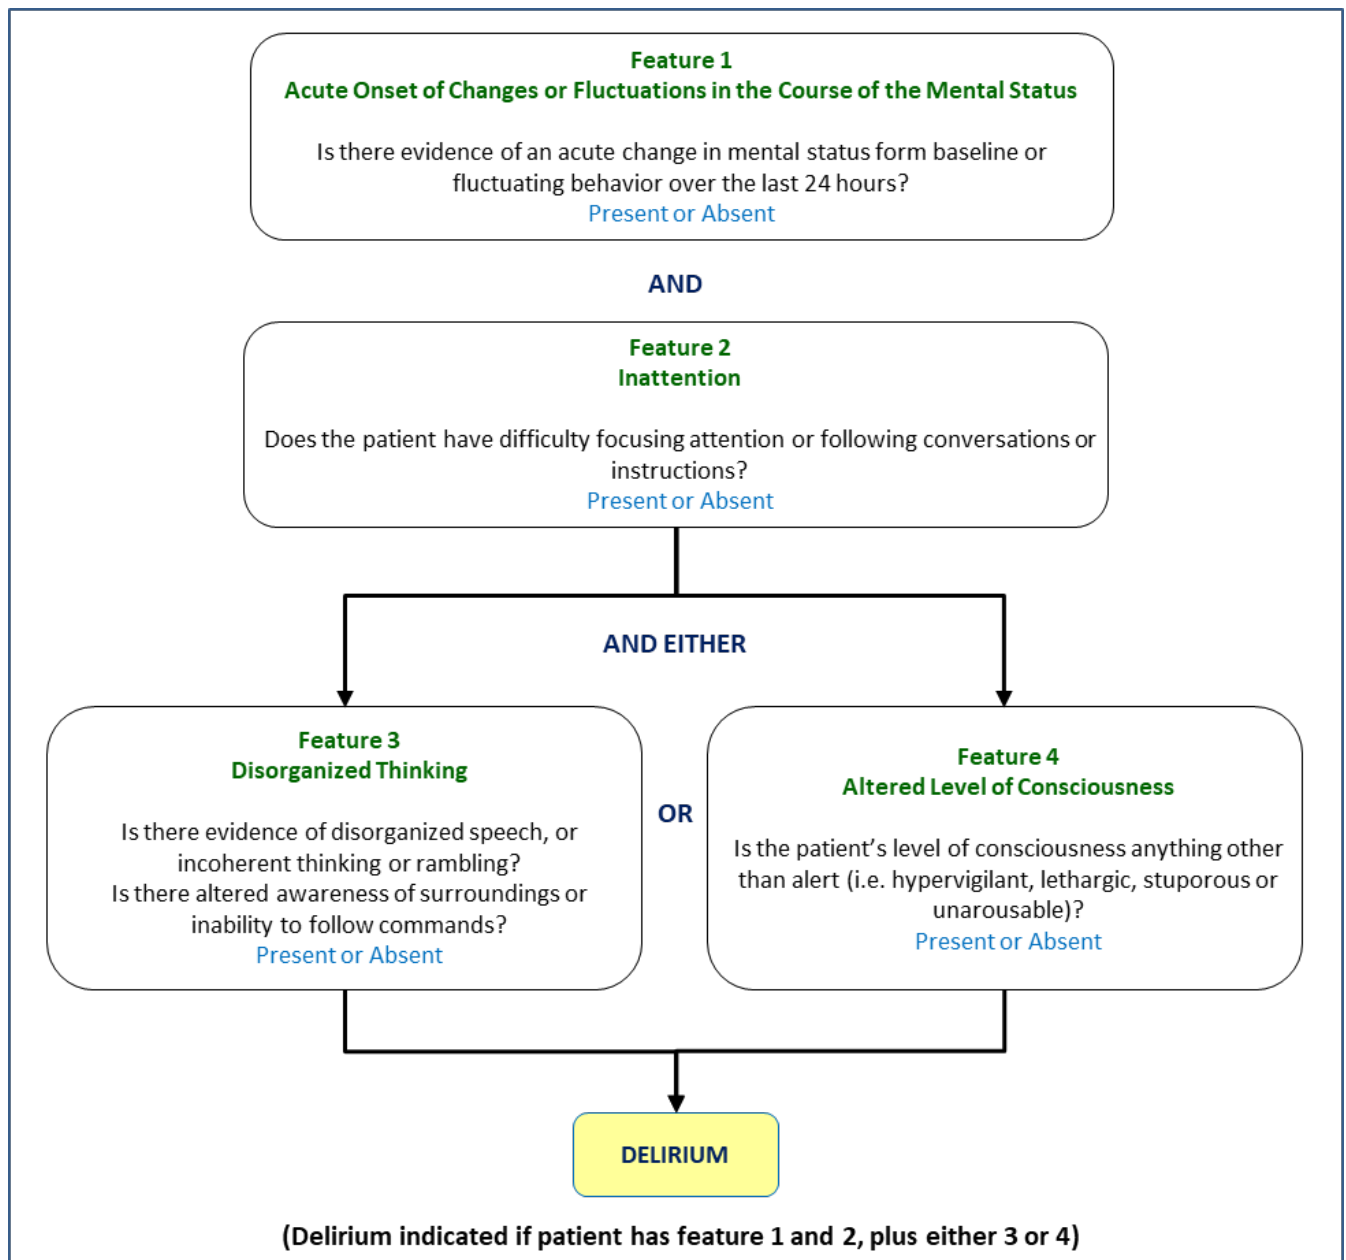 Feature 1
Acute Onset of Changes or Fluctuations in the Course of the Mental Status
Is there evidence of an acute change in mental status form baseline or
fluctuating behavior over the last 24 hours?
Present or Absent
AND
Feature 2
Inattention
Does the patient have difficulty focusing attention or following conversations or
instructions?
Present or Absent
AND EITHER
Feature 3
Disorganized Thinking
Is there evidence of disorganized speech, or
incoherent thinking or rambling?
Is there altered awareness of surroundings or
inability to follow commands?
Present or Absent
OR
Feature 4
Altered Level of Consciousness
Is the patient’s level of consciousness anything other
than alert (i.e. hypervigilant, lethargic, stuporous or
unarousable)?
Present or Absent
DELIRIUM
(Delirium indicated if patient has feature 1 and 2, plus either 3 or 4)